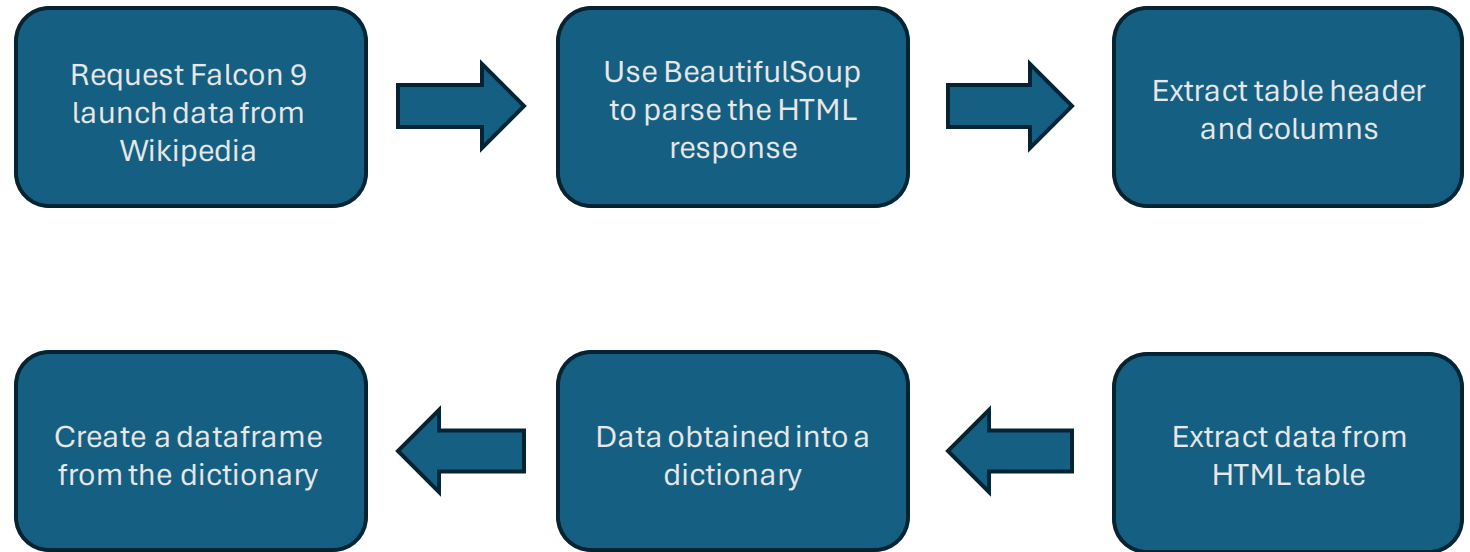 Request Falcon 9
launch data from
Wikipedia
Use BeautifulSoup
to parse the HTML
response
Extract table header
and columns
Extract data from
HTML table
Data obtained into a
dictionary
Create a dataframe
from the dictionary